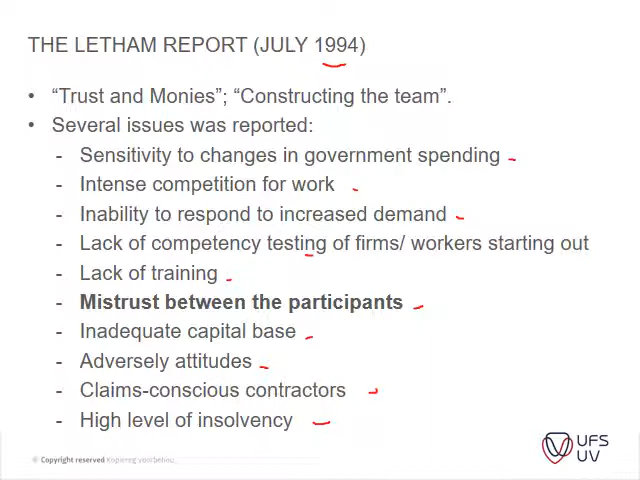 THE LETHAM REPORT (JULY 1994)
• “Trust and Monies”; “Constructing the team”.
• Several issues was reported:
- Sensitivity to changes in government spending
- Intense competition for work
- Inability to respond to increased demand
- Lack of competency testing of firms/ workers starting out
- Lack of training
- Mistrust between the participants
- Inadequate capital base
- Adversely attitudes
- Claims-conscious contractors
- High level of insolvency
© Copyright reserved Kopiereg voorbehou
UFS
UV